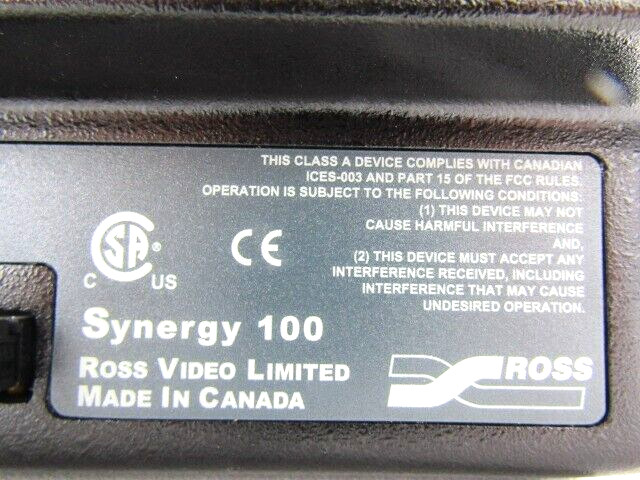 THIS CLASS A DEVICE COMPLIES WITH CANADIAN
ICES-003 AND PART 15 OF THE FCC RULES.
OPERATION IS SUBJECT TO THE FOLLOWING CONDITIONS:
(1) THIS DEVICE MAY NOT
CAUSE HARMFUL INTERFERENCE
AND,
(2) THIS DEVICE MUST ACCEPT ANY
INTERFERENCE RECEIVED, INCLUDING
INTERFERENCE THAT MAY CAUSE
UNDESIRED OPERATION.
CSA®
C US
CE
Synergy 100
ROSS VIDEO LIMITED
MADE IN CANADA
ROSS